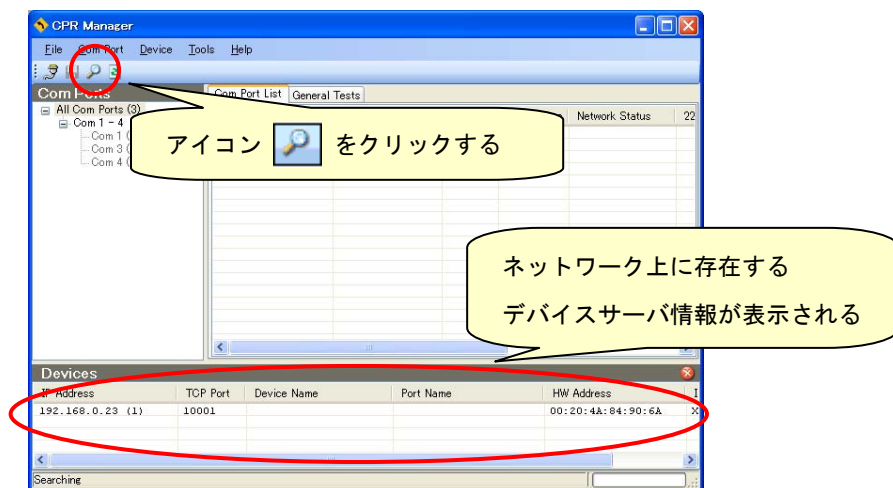 CPR Manager
File Com Port Device Tools Help
Com Ports
Com Port List General Tests
All Com Ports (3)
Com 1 - 4
Com 1 (
Com 3 (
Com 4 (
Network Status 22
アイコン をクリックする
ネットワーク上に存在する
デバイスサーバ情報が表示される
Devices
IP Address TCP Port Device Name Port Name HW Address I
192.168.0.23 (1) 10001 00:20:4A:84:90:6A X
Searching